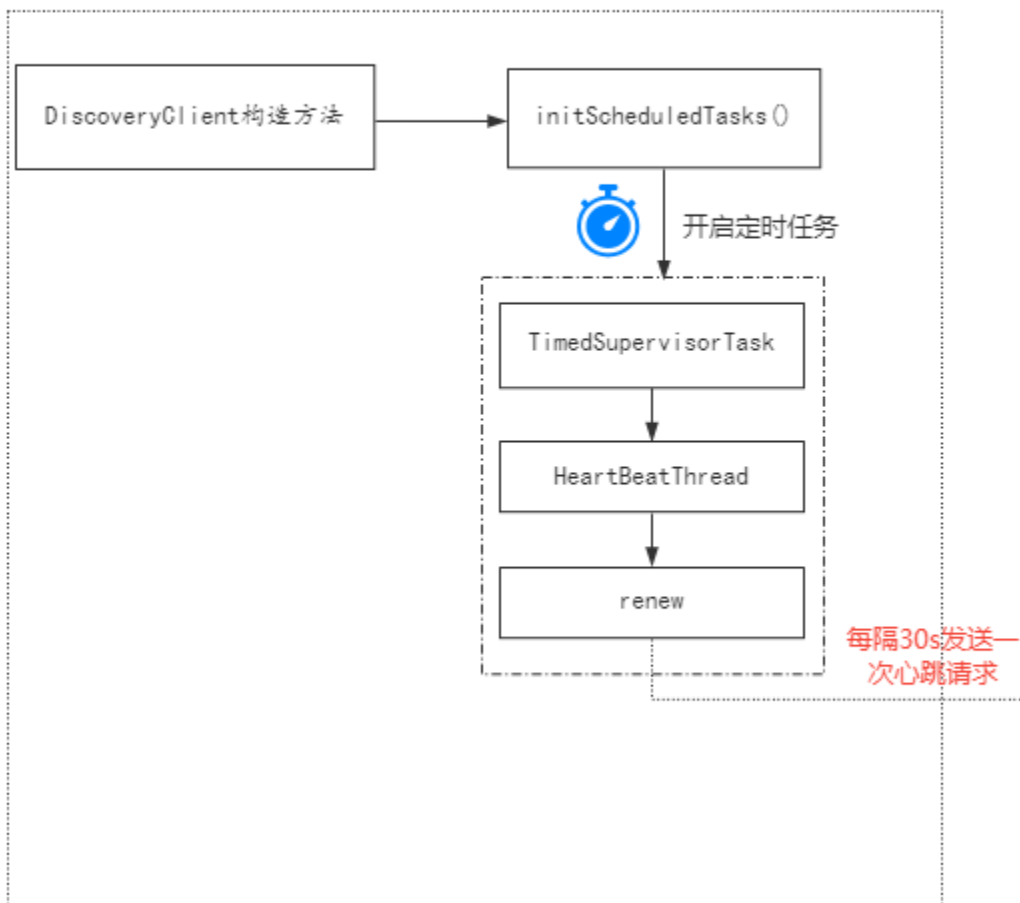 DiscoveryClient构造方法
initScheduledTasks()
开启定时任务
TimedSupervisorTask
HeartBeatThread
renew
每隔30s发送一
次心跳请求